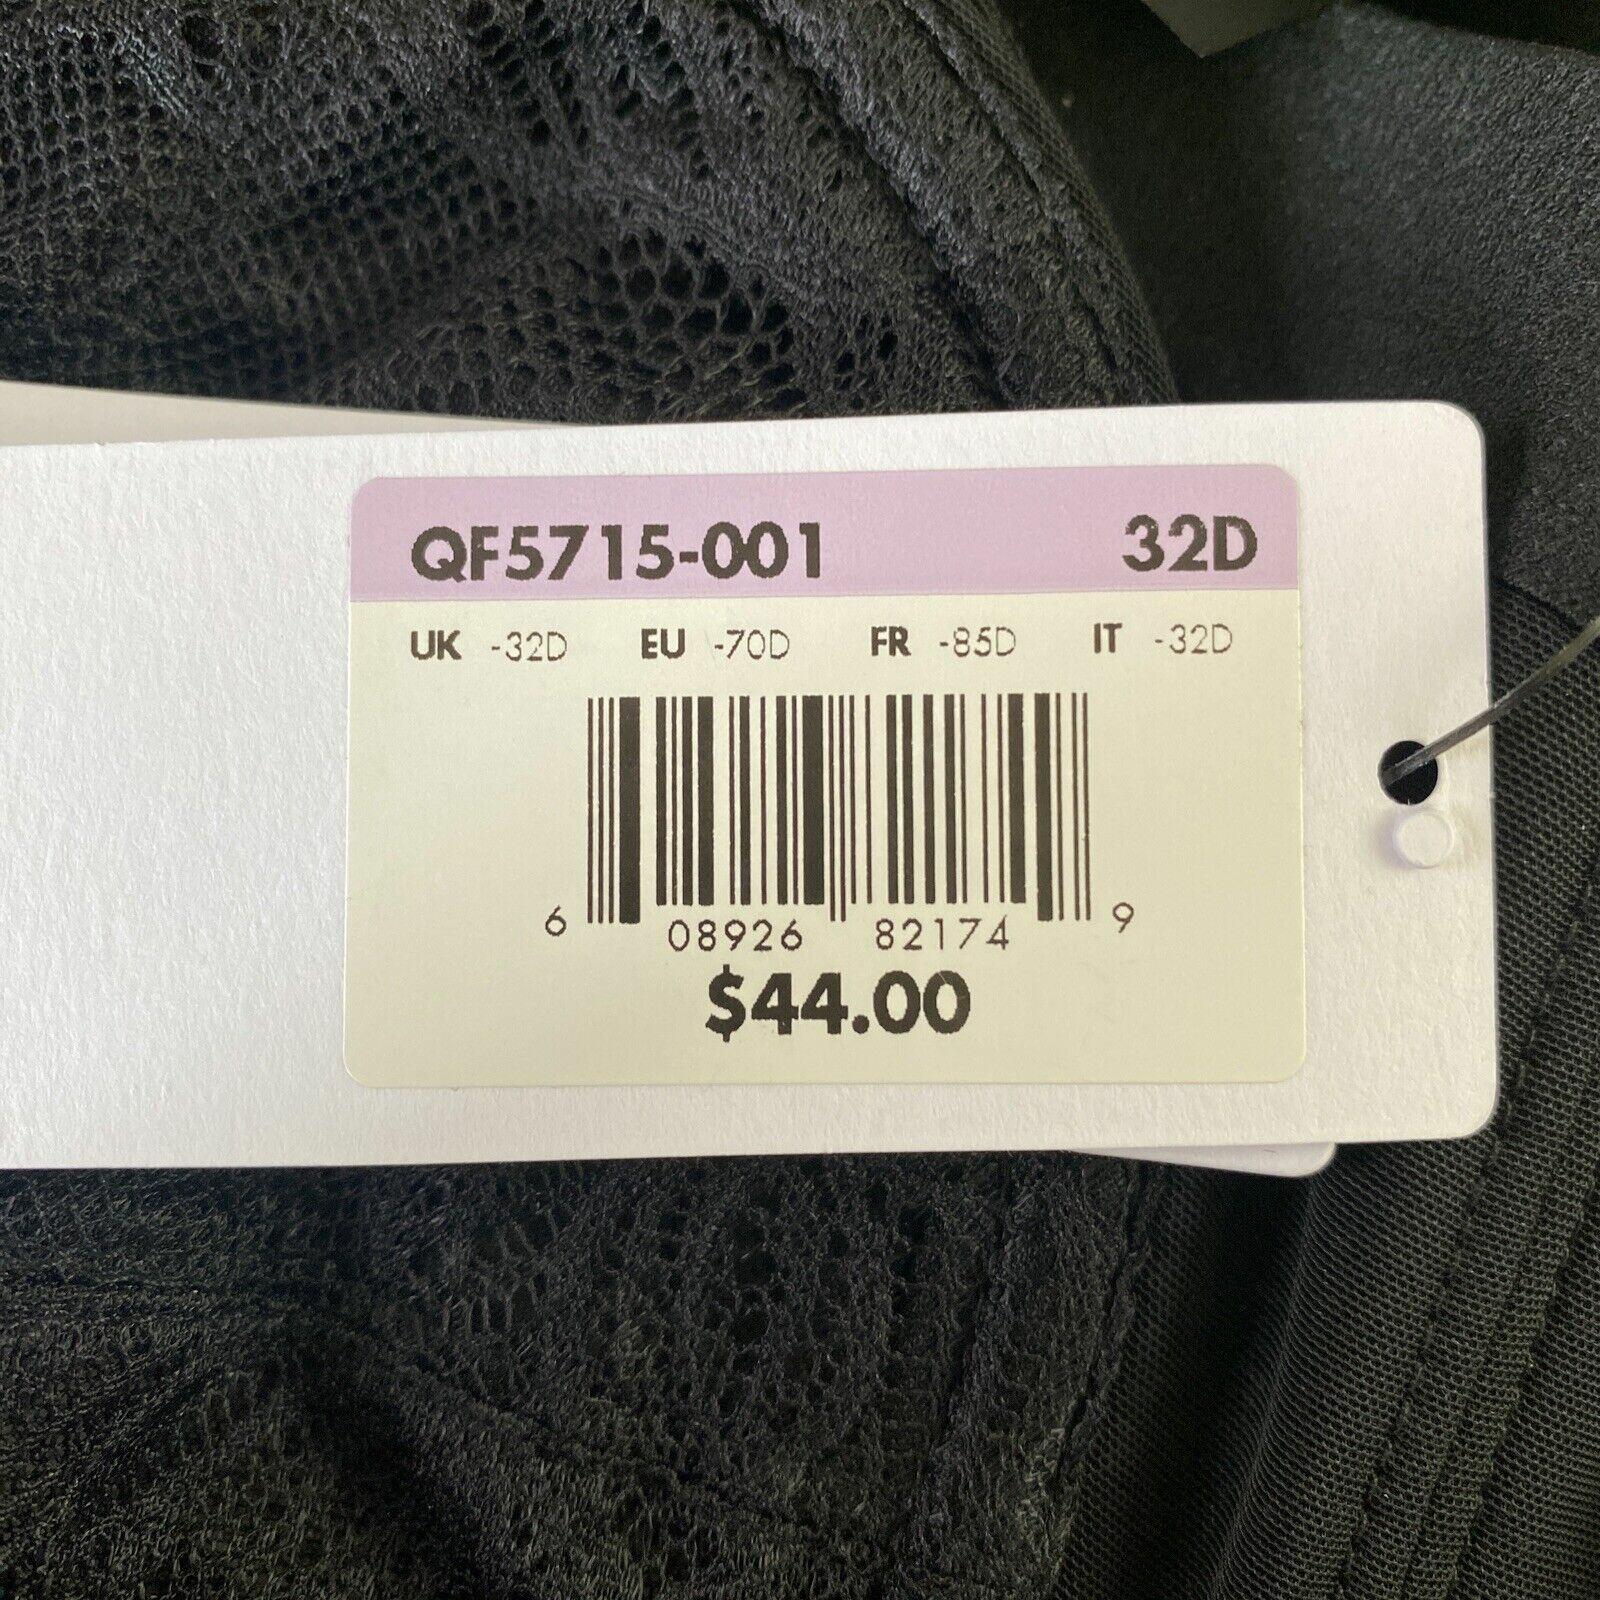 QF5715-001 32D
UK -32D EU -70D FR -85D IT -32D
6 08926 82174 9
$44.00